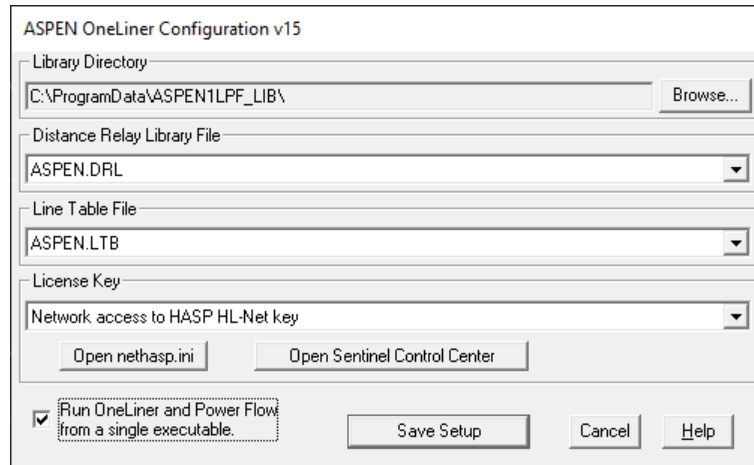 ASPEN OneLiner Configuration v15
Library Directory
C:\ProgramData\ASPEN1LPF_LIB\
Browse...
Distance Relay Library File
ASPEN.DRL
Line Table File
ASPEN.LTB
License Key
Network access to HASP HL-Net key
Open nethasp.ini
Open Sentinel Control Center
Run OneLiner and Power Flow
from a single executable.
Save Setup
Cancel
Help